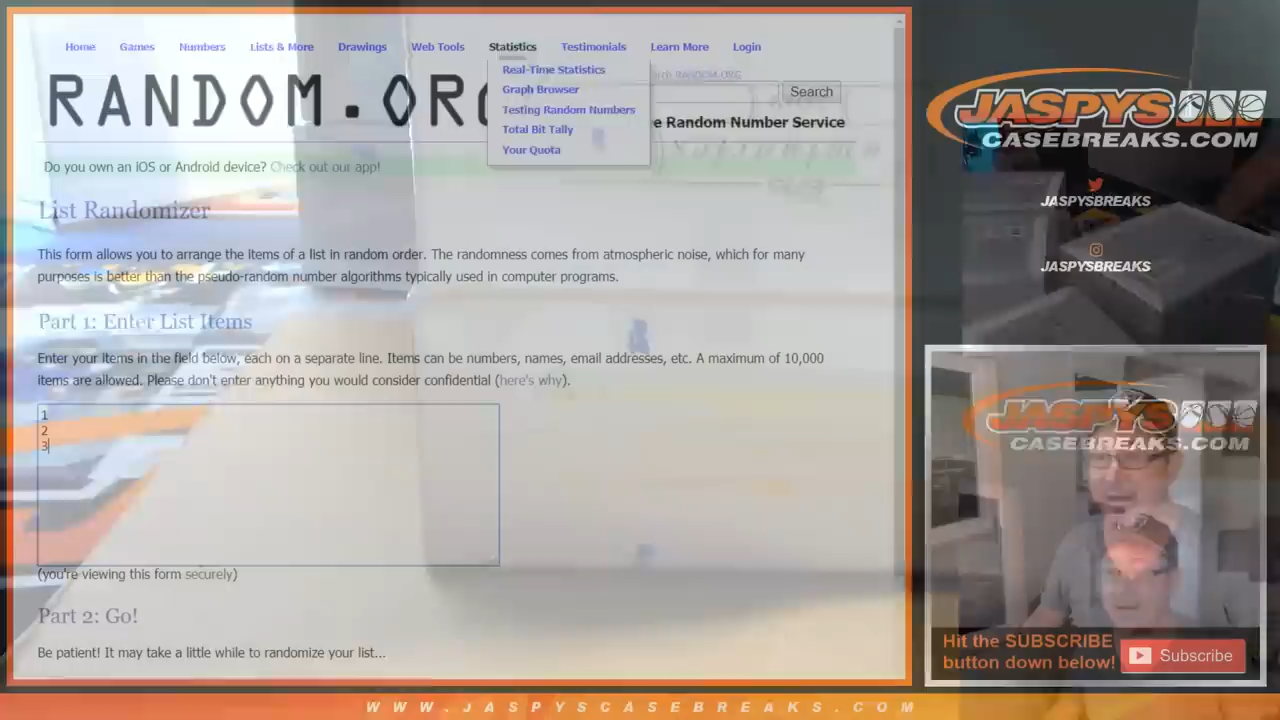 Home Games Numbers Lists & More Drawings Web Tools Statistics Testimonials Learn More Login
Real-Time Statistics
Graph Browser
Testing Random Numbers
Total Bit Tally
Your Quota
RANDOM.ORG
RANDOM.ORG
Search
e Random Number Service
Do you own an iOS or Android device? Check out our app!
List Randomizer
This form allows you to arrange the items of a list in random order. The randomness comes from atmospheric noise, which for many
purposes is better than the pseudo-random number algorithms typically used in computer programs.
Part 1: Enter List Items
Enter your items in the field below, each on a separate line. Items can be numbers, names, email addresses, etc. A maximum of 10,000
items are allowed. Please don't enter anything you would consider confidential (here's why).
1
2
3
(you're viewing this form securely)
Part 2: Go!
Be patient! It may take a little while to randomize your list...
JASPYS
CASEBREAKS.COM
JASPYSBREAKS
JASPYSBREAKS
JASPYS
CASEBREAKS.COM
Hit the SUBSCRIBE
button down below!
Subscribe
WWW.JASPYSCASEBREAKS.COM